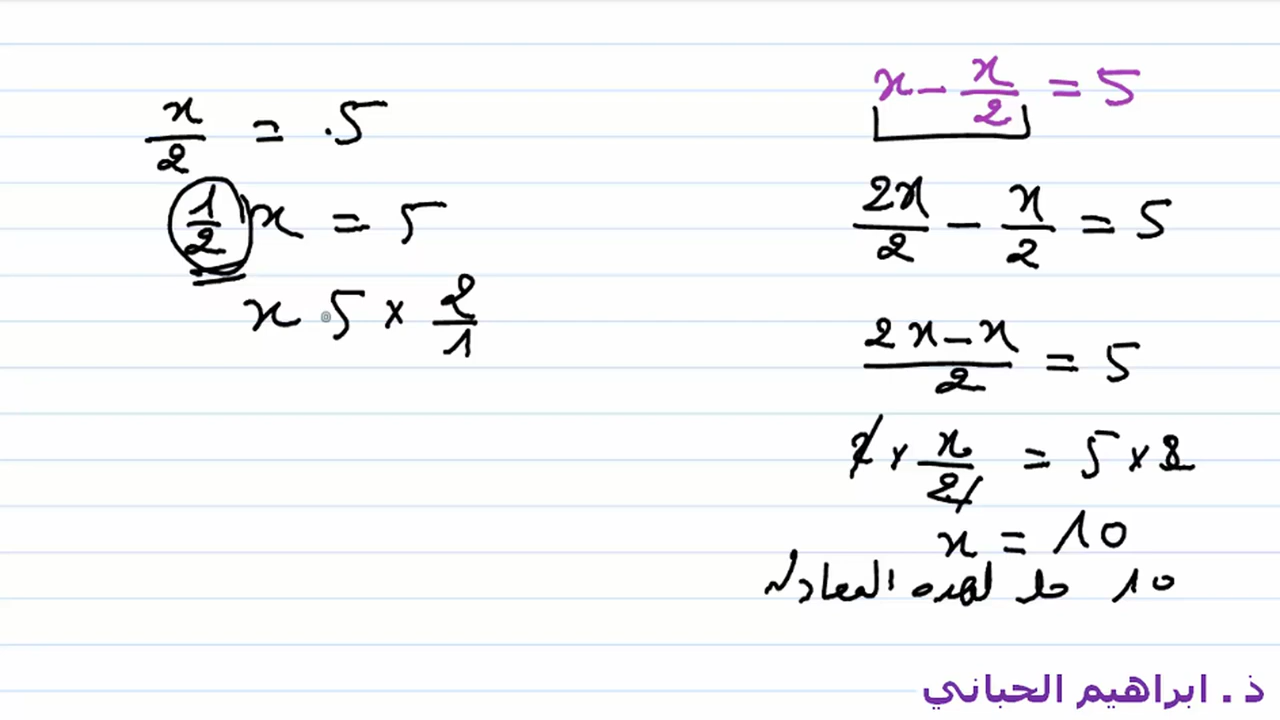 x - x/2 = 5
2x/2 - x/2 = 5
(2x - x)/2 = 5
2 × x/2 = 5 × 2
x = 10
10 حل لهذه المعادلة
x/2 = .5
1/2 x = 5
x 5 × 2/1
ذ . ابراهيم الحباني